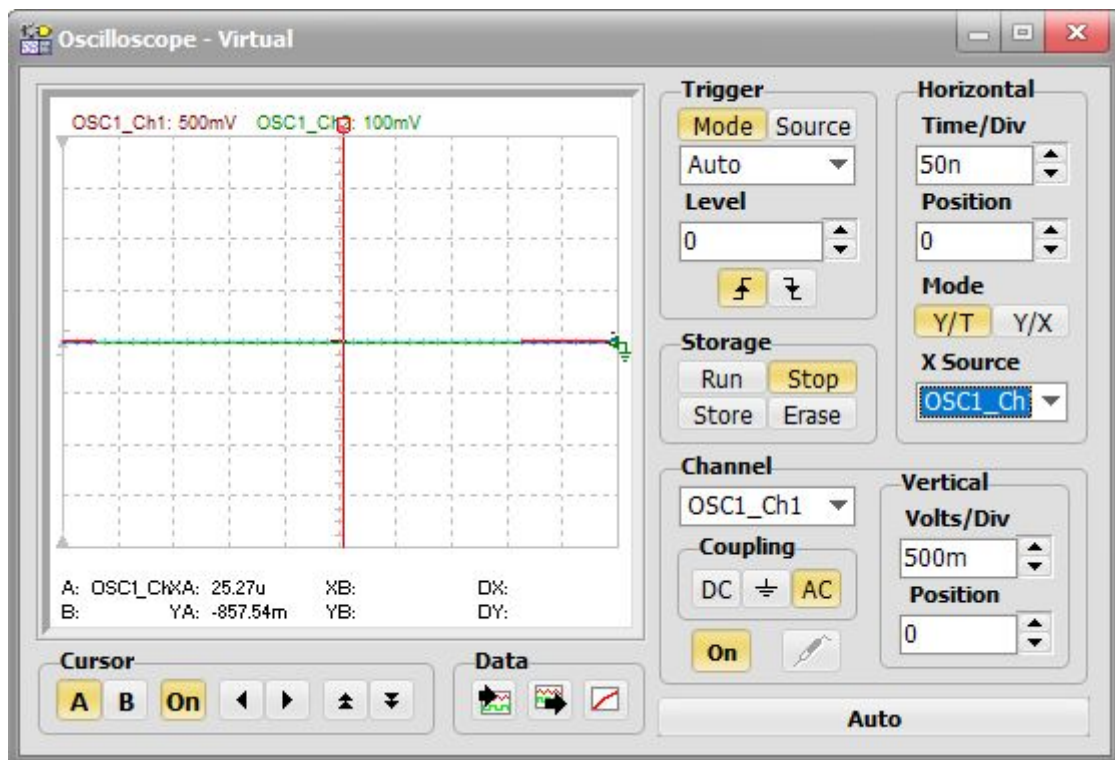 Oscilloscope - Virtual
OSC1_Ch1: 500mV OSC1_Ch2: 100mV
A: OSC1_Ch XA: 25.27u XB: DX:
B: YA: -857.54m YB: DY:
Cursor
A B On
Data
Trigger
Mode Source
Auto
Level
0
Storage
Run Stop
Store Erase
Horizontal
Time/Div
50n
Position
0
Mode
Y/T Y/X
X Source
OSC1_Ch
Channel
OSC1_Ch1
Coupling
DC AC
On
Vertical
Volts/Div
500m
Position
0
Auto